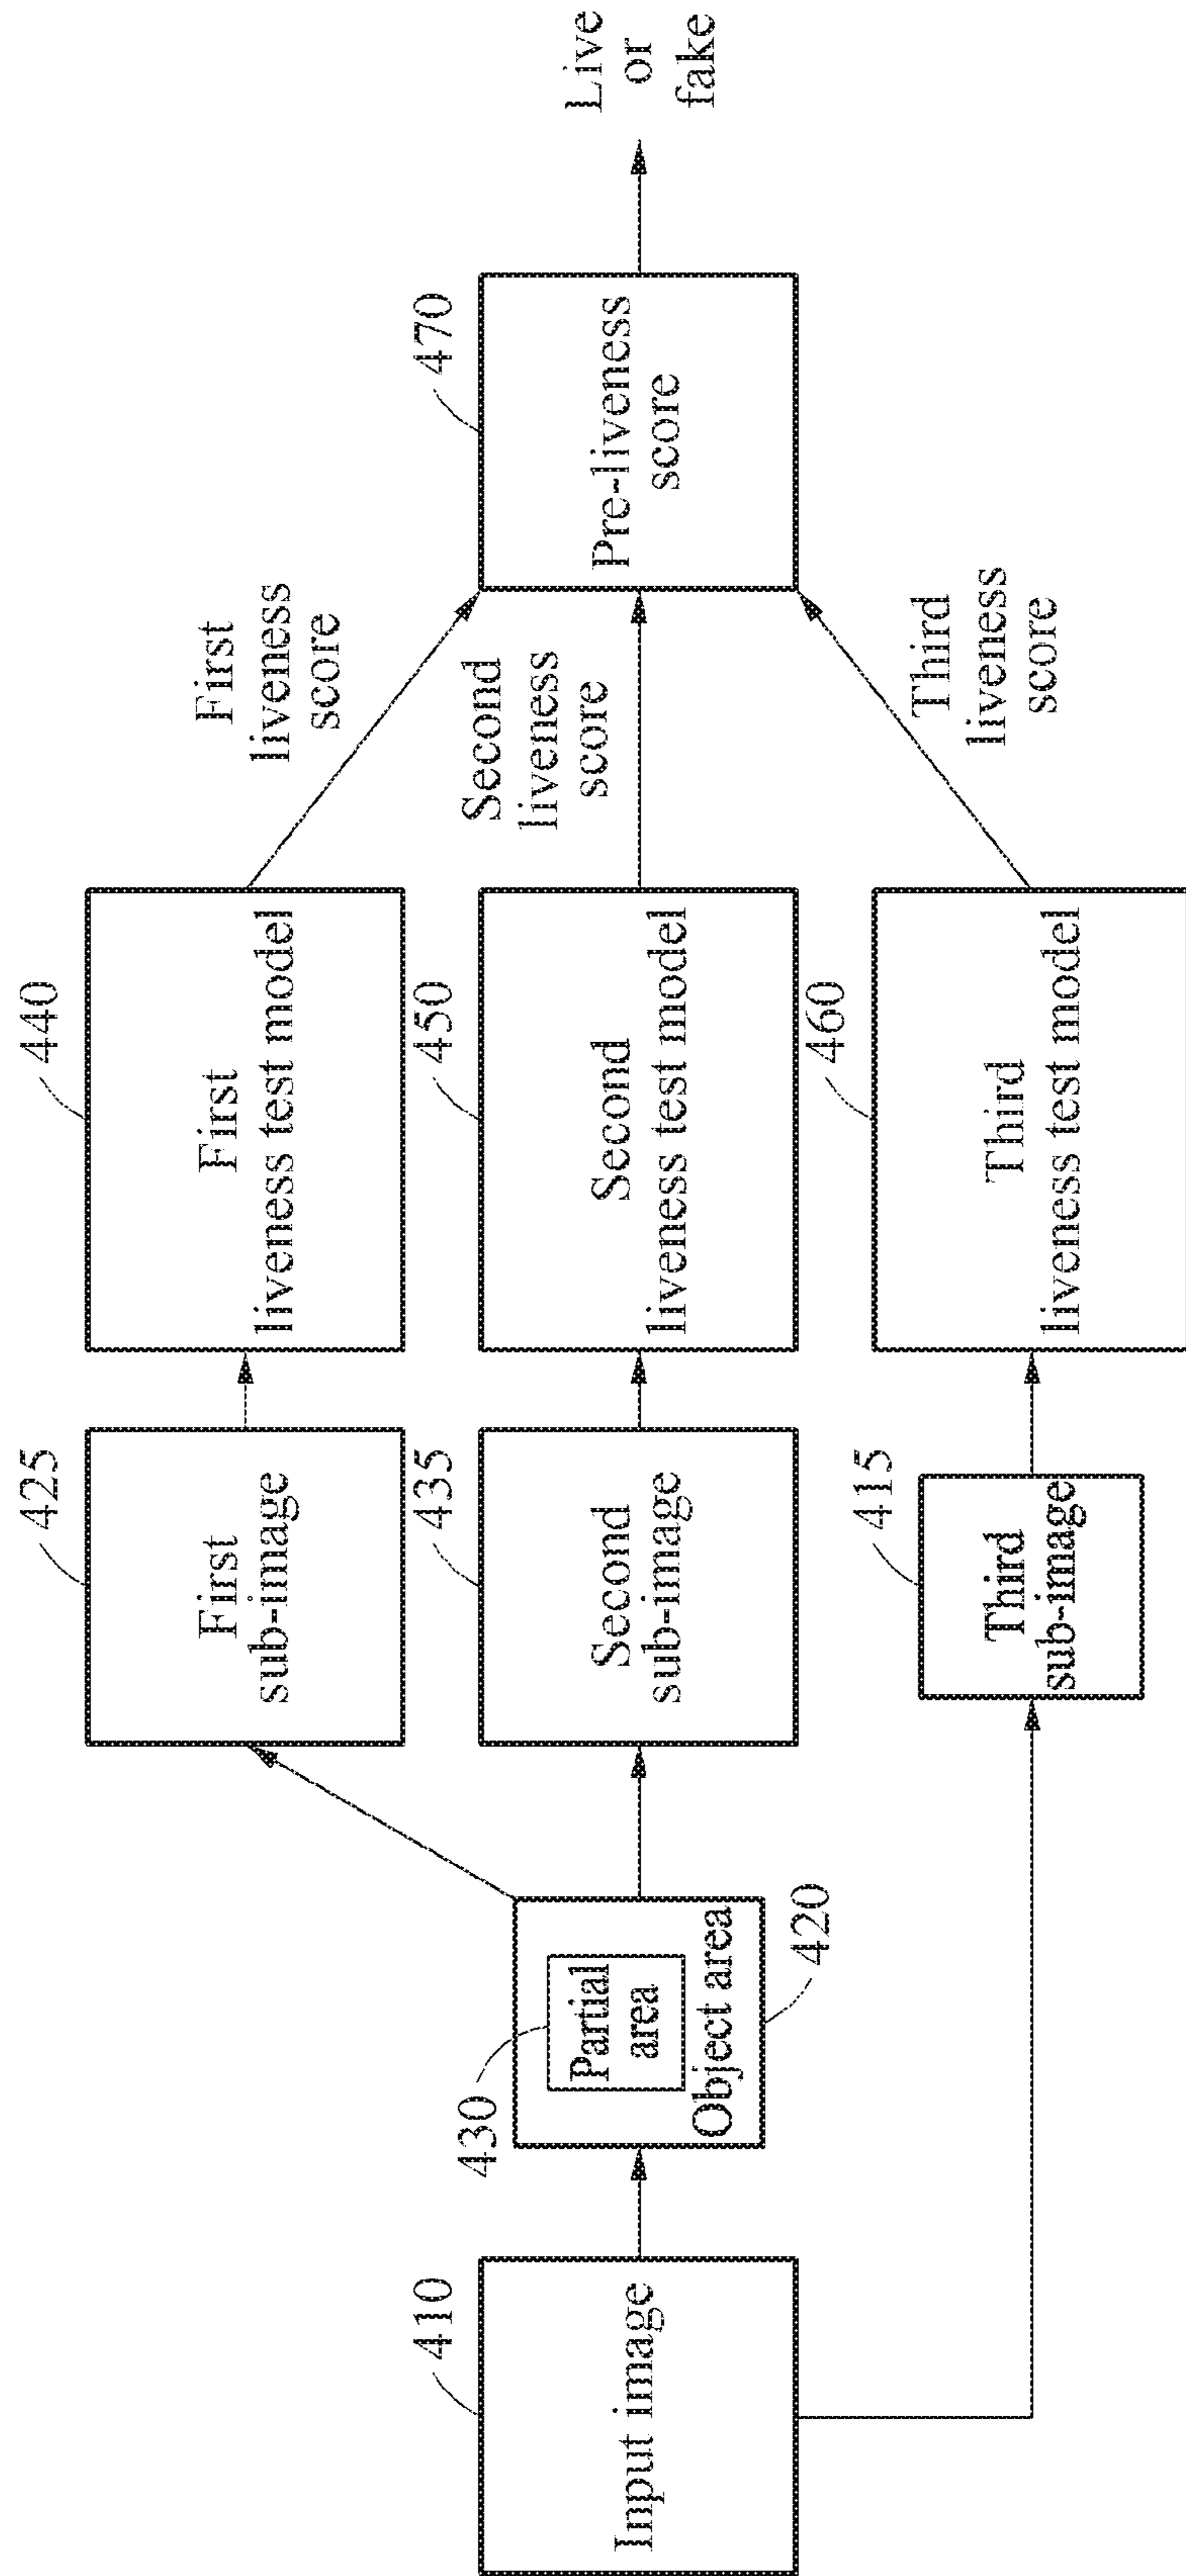 410
Input image
430
Partial
area
Object area
420
425
First
sub-image
435
Second
sub-image
415
Third
sub-image
440
First
liveness test model
450
Second
liveness test model
460
Third
liveness test model
First
liveness
score
Second
liveness
score
Third
liveness
score
470
Pre-liveness
score
Live
or
fake